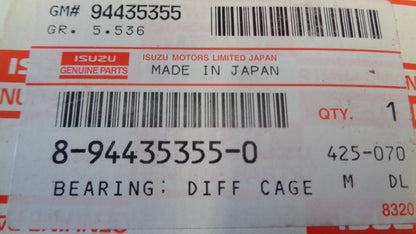 GM# 94435355
GR. 5.536
ISUZU
GENUINE PARTS
ISUZU MOTORS LIMITED JAPAN
MADE IN JAPAN
QTY. 1
8-94435355-0 425-070
BEARING: DIFF CAGE M DL
8320